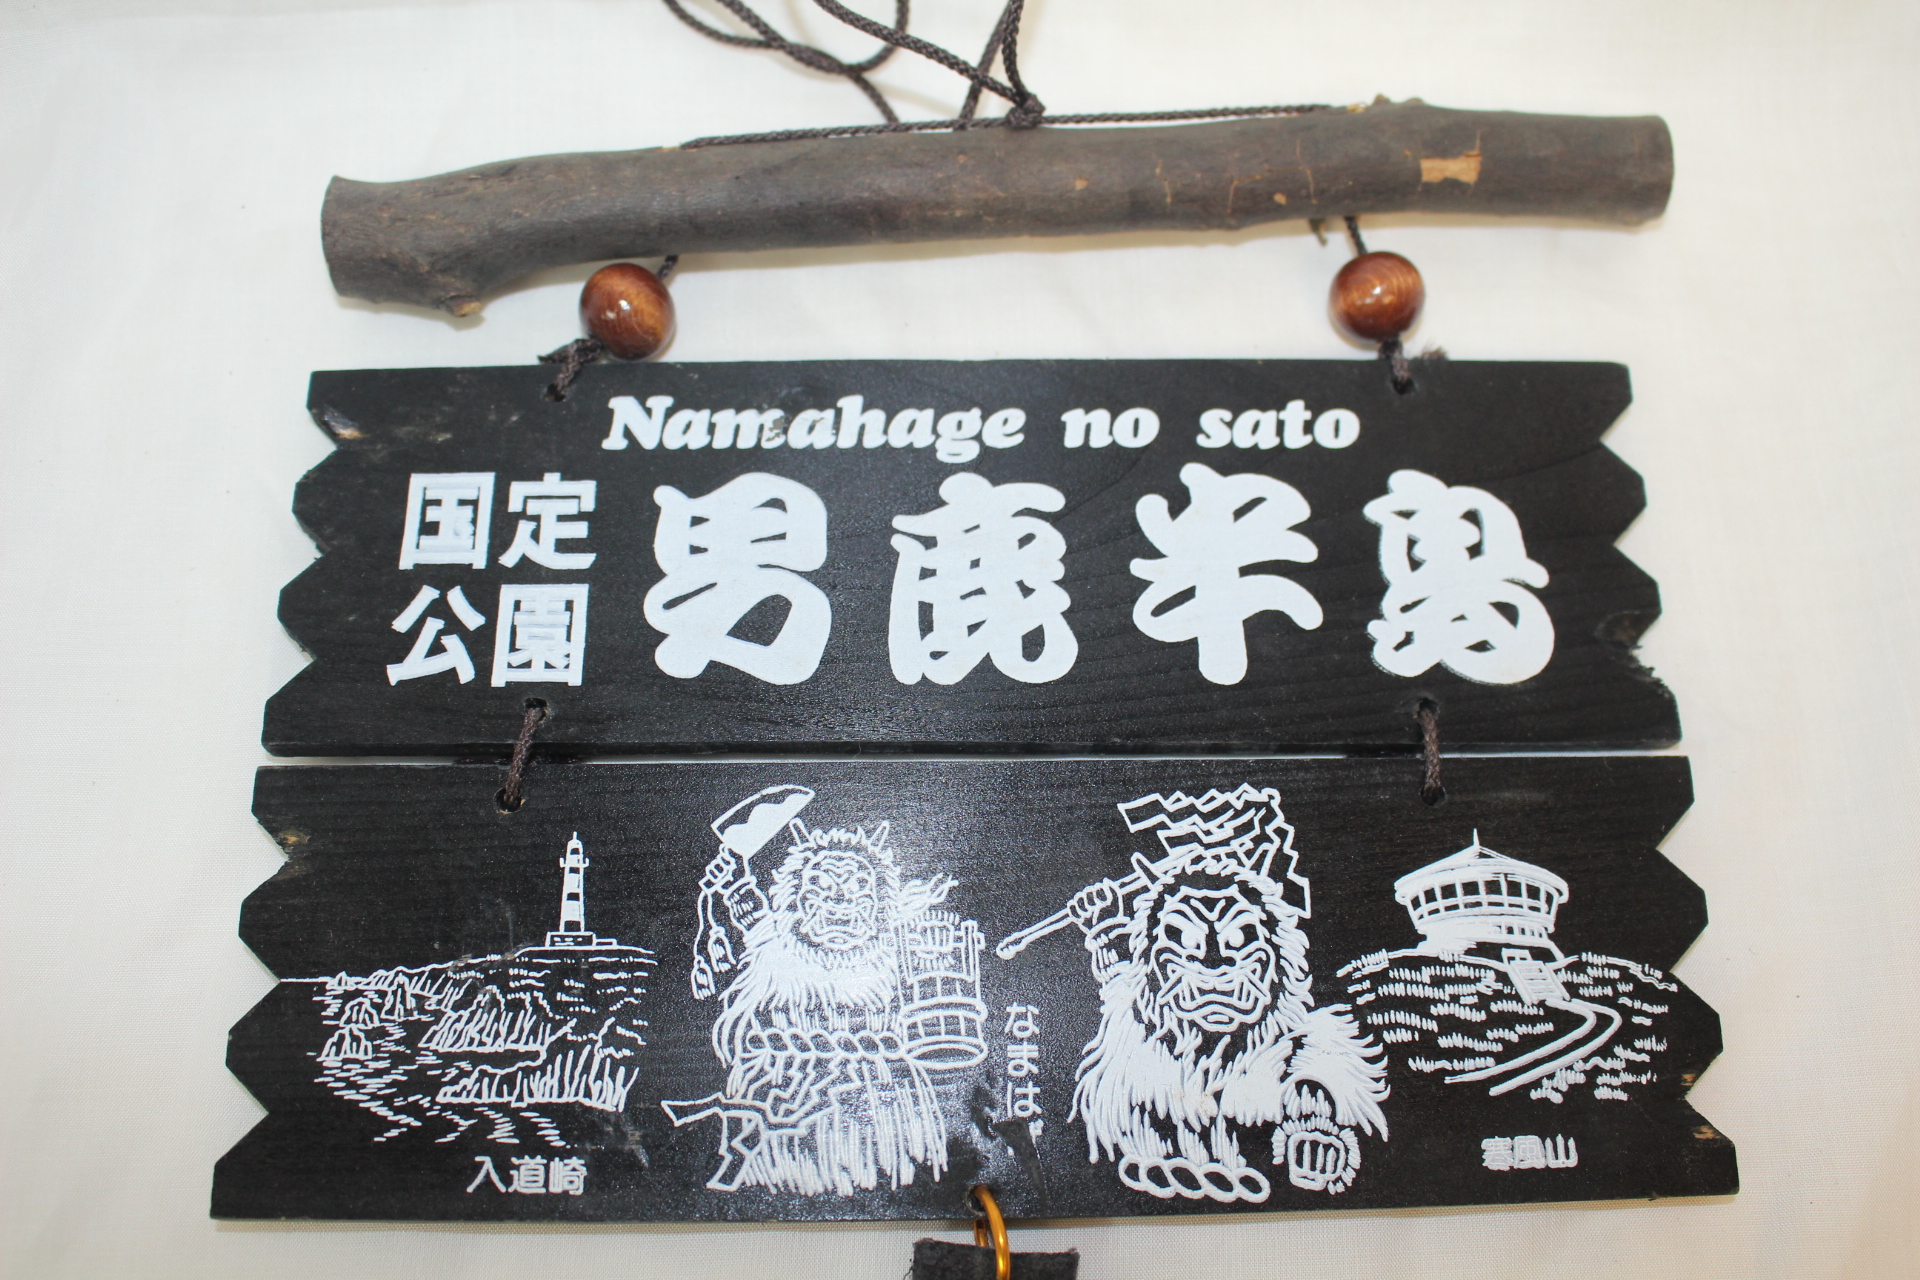 Namahage no sato
国定
公園
男鹿半島
なまはげ
入道崎
寒風山